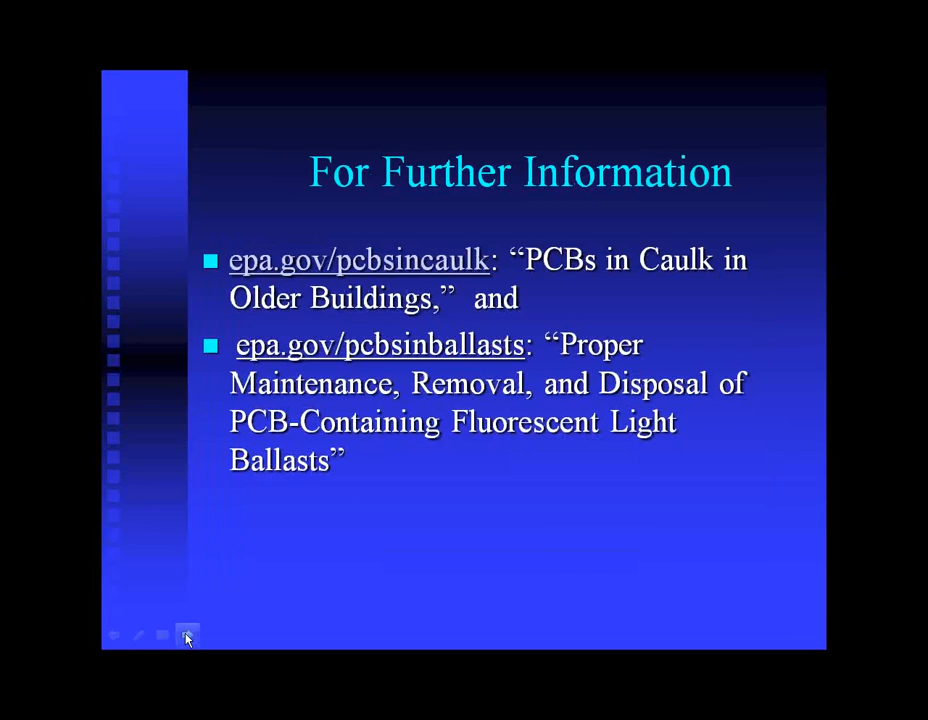 For Further Information
epa.gov/pcbsincaulk: “PCBs in Caulk in
Older Buildings,” and
epa.gov/pcbsinballasts: “Proper
Maintenance, Removal, and Disposal of
PCB-Containing Fluorescent Light
Ballasts”